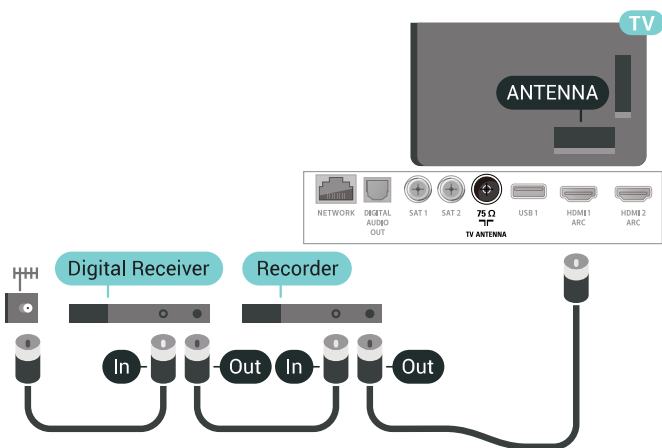 TV
ANTENNA
NETWORK
DIGITAL
AUDIO
OUT
SAT 1
SAT 2
75 Ω
TV ANTENNA
USB 1
HDMI 1
ARC
HDMI 2
ARC
Digital Receiver
Recorder
In
Out
In
Out